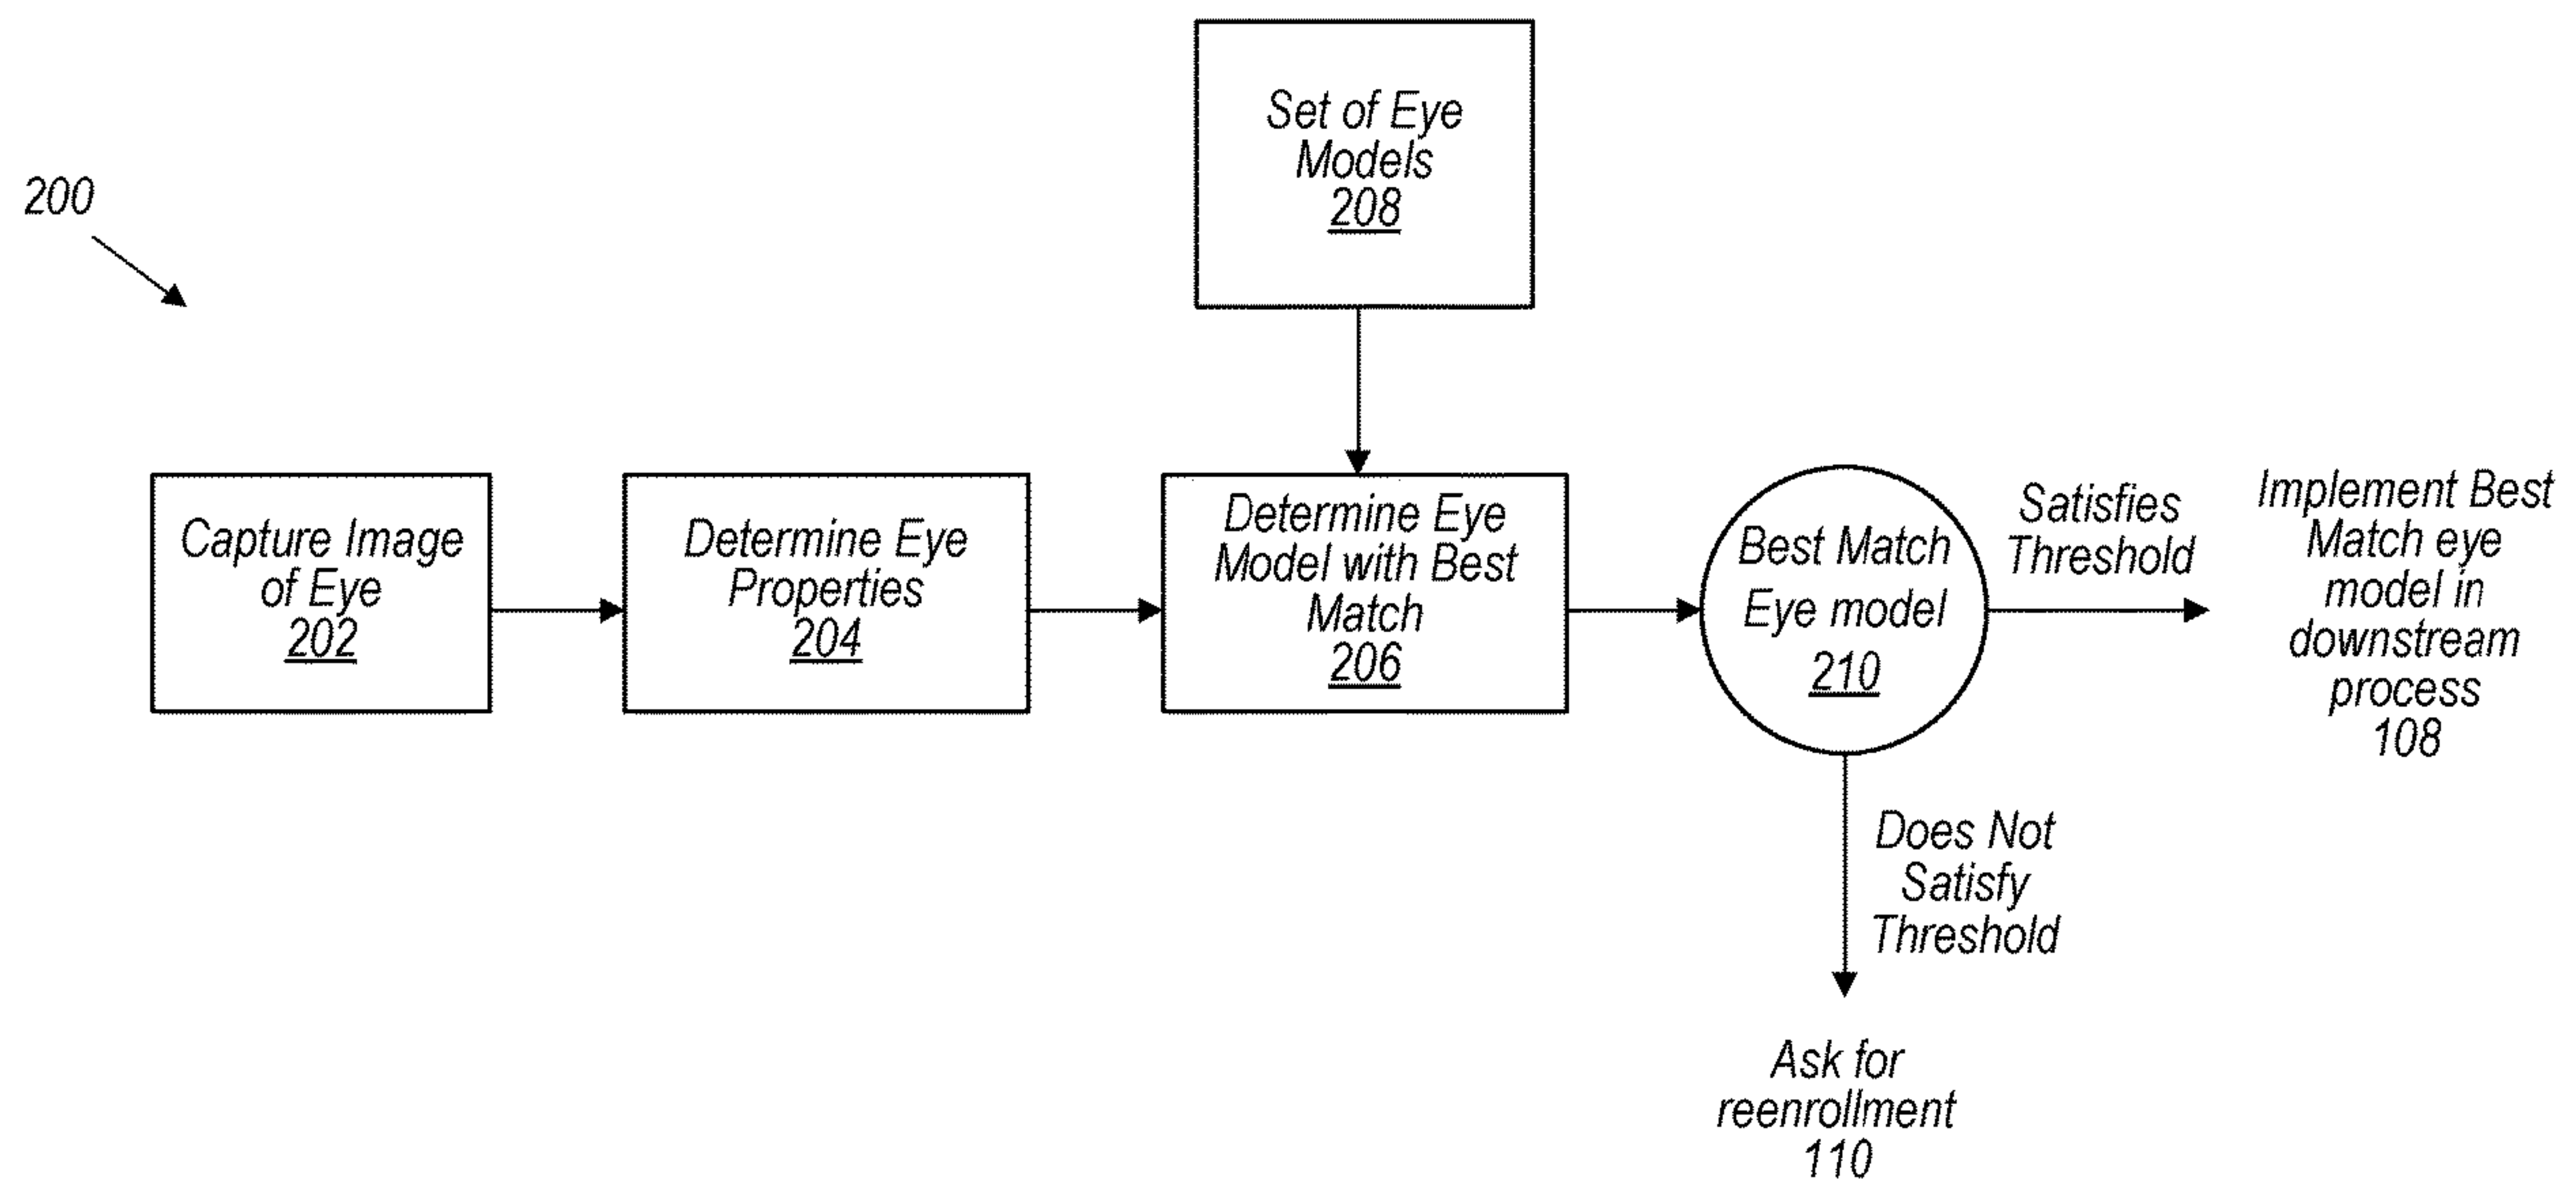 Set of Eye
Models
208
200
Capture Image
of Eye
202
Determine Eye
Properties
204
Determine Eye
Model with Best
Match
206
Best Match
Eye model
210
Satisfies
Threshold
Implement Best
Match eye
model in
downstream
process
108
Does Not
Satisfy
Threshold
Ask for
reenrollment
110